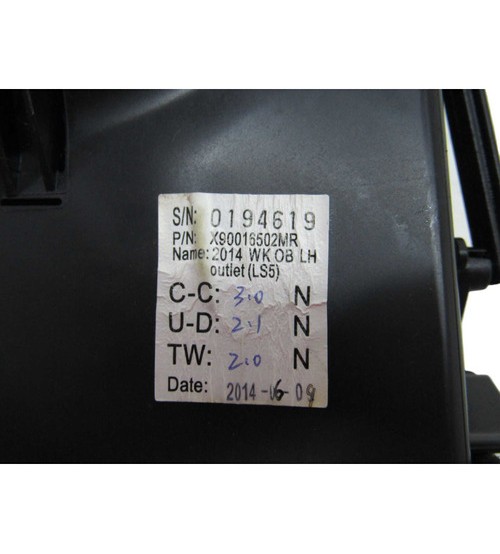 S/N: 0194619
P/N: X90016502MR
Name: 2014 WK OB LH
outlet (LS5)
C-C: 3.0 N
U-D: 2.1 N
TW: 2.0 N
Date: 2014-06-09